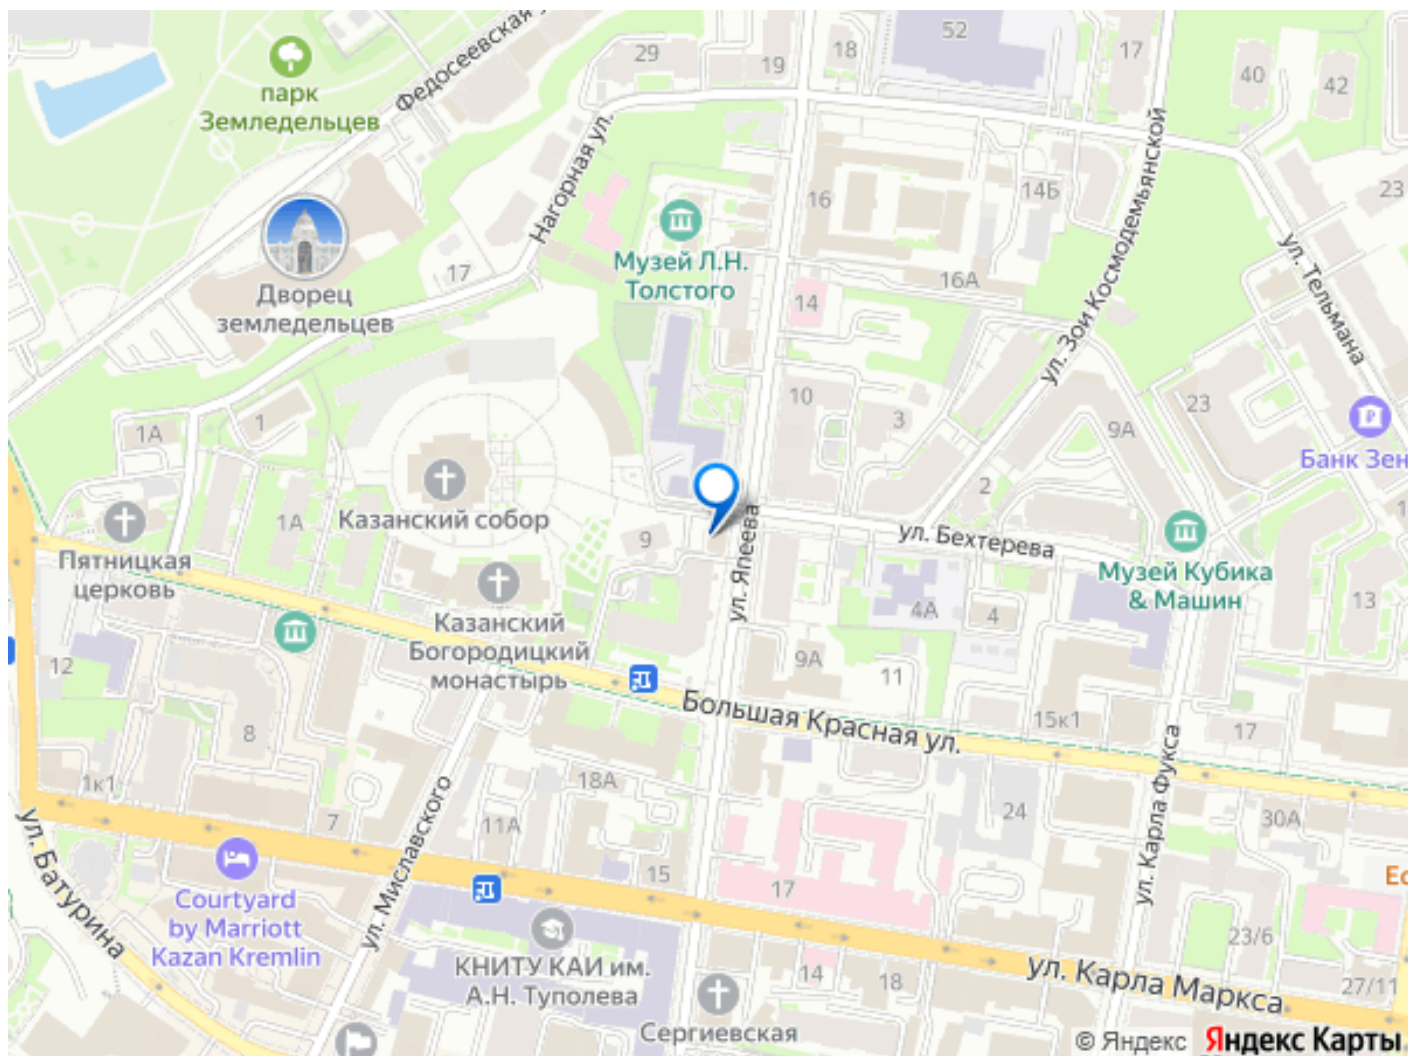 Федосеевская
парк
Земледельцев
29
19
18
52
17
40
42
Нагорная ул.
ул. Зои Космодемьянской
23
16
14Б
Дворец
земледельцев
17
Музей Л.Н.
Толстого
14
16А
ул. Тельмана
10
3
9А
23
Банк Зен
1А
1
2
Казанский собор
1А
9
ул. Япеева
ул. Бехтерева
Пятницкая
церковь
Музей Кубика
& Машин
4А
4
13
Казанский
Богородицкий
монастырь
12
8
9А
11
Большая Красная ул.
15к1
17
1к1
7
18А
11А
15
17
24
30А
ул. Карла Фукса
ул. Миславского
ул. Батурина
Courtyard
by Marriott
Kazan Kremlin
КНИТУ КАИ им.
А.Н. Туполева
14
18
23/6
27/11
ул. Карла Маркса
Сергиевская
© Яндекс Яндекс Карты